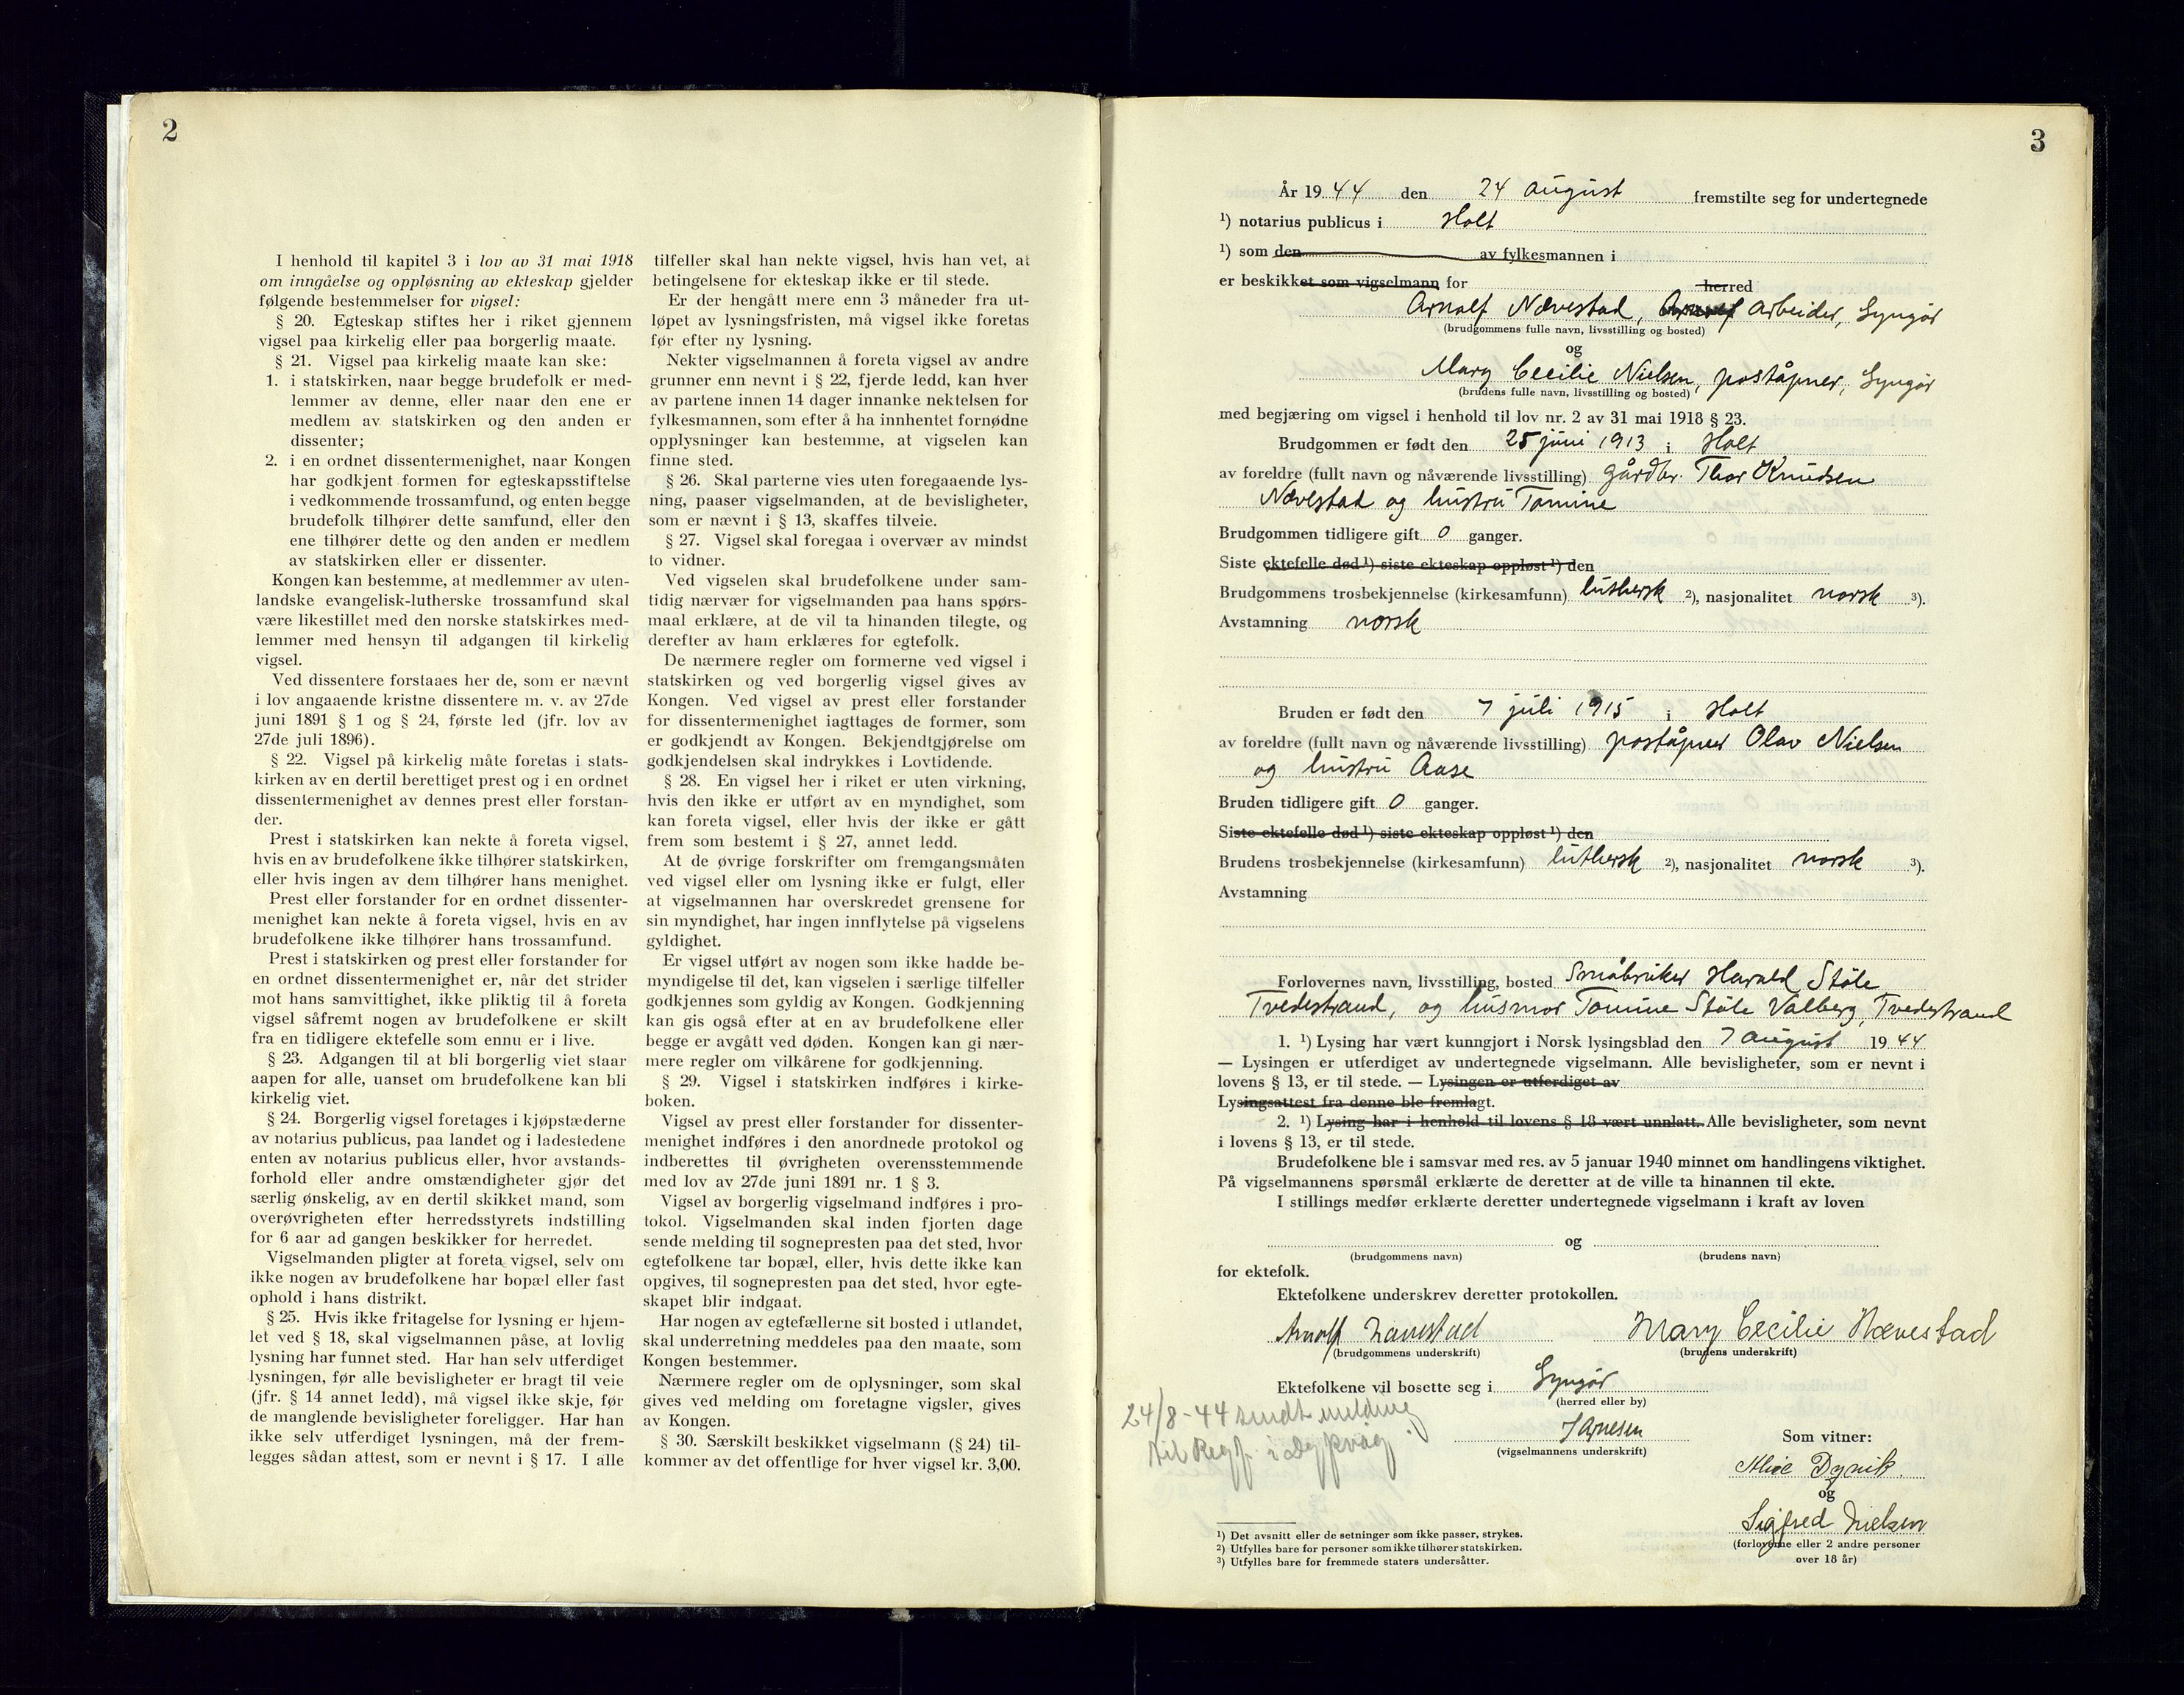 2
I henhold til kapitel 3 i lov av 31 mai 1918
om inngåelse og oppløsning av ekteskap gjelder
følgende bestemmelser for vigsel:
§ 20. Egteskap stiftes her i riket gjennem
vigsel paa kirkelig eller paa borgerlig maate.
§ 21. Vigsel paa kirkelig maate kan ske:
1. i statskirken, naar begge brudefolk er med-
lemmer av denne, eller naar den ene er
medlem av statskirken og den anden er
dissenter;
2. i en ordnet dissentermenighet, naar Kongen
har godkjent formen for egteskapsstiftelse
i vedkommende trossamfund, og enten begge
brudefolk tilhører dette samfund, eller den
ene tilhører dette og den anden er medlem
av statskirken eller er dissenter.
Kongen kan bestemme, at medlemmer av uten-
landske evangelisk-lutherske trossamfund skal
være likestillet med den norske statskirkes med-
lemmer med hensyn til adgangen til kirkelig
vigsel.
Ved dissentere forstaaes her de, som er nævnt
i lov angaaende kristne dissentere m. v. av 27de
juni 1891 § 1 og § 24, første led (jfr. lov av
27de juli 1896).
§ 22. Vigsel på kirkelig måte foretas i stats-
kirken av en dertil berettiget prest og i en ordnet
dissentermenighet av dennes prest eller forstan-
der.
Prest i statskirken kan nekte å foreta vigsel,
hvis en av brudefolkene ikke tilhører statskirken,
eller hvis ingen av dem tilhører hans menighet.
Prest eller forstander for en ordnet dissenter-
menighet kan nekte å foreta vigsel, hvis en av
brudefolkene ikke tilhører hans trossamfund.
Prest i statskirken og prest eller forstander for
en ordnet dissentermenighet er, når det strider
mot hans samvittighet, ikke pliktig til å foreta
vigsel såfremt nogen av brudefolkene er skilt
fra en tidligere ektefelle som ennu er i live.
§ 23. Adgangen til at bli borgerlig viet staar
aapen for alle, uanset om brudefolkene kan bli
kirkelig viet.
§ 24. Borgerlig vigsel foretages i kjøpstæderne
av notarius publicus, paa landet og i ladestedene
enten av notarius publicus eller, hvor avstands-
forhold eller andre omstændigheter gjør det
særlig ønskelig, av en dertil skikket mand, som
overøvrigheten efter herredsstyrets indstilling
for 6 aar ad gangen beskikker for herredet.
Vigselmanden pligter at foreta vigsel, selv om
ikke nogen av brudefolkene har bopæl eller fast
ophold i hans distrikt.
§ 25. Hvis ikke fritagelse for lysning er hjem-
let ved § 18, skal vigselmannen påse, at lovlig
lysning har funnet sted. Har han selv utferdiget
lysningen, før alle bevisligheter er bragt til veie
(jfr. § 14 annet ledd), må vigsel ikke skje, før
de manglende bevisligheter foreligger. Har han
ikke selv utferdiget lysningen, må der frem-
legges sådan attest, som er nevnt i § 17. I alle
tilfeller skal han nekte vigsel, hvis han vet, at
betingelsene for ekteskap ikke er til stede.
Er der hengått mere enn 3 måneder fra ut-
løpet av lysningsfristen, må vigsel ikke foretas
før efter ny lysning.
Nekter vigselmannen å foreta vigsel av andre
grunner enn nevnt i § 22, fjerde ledd, kan hver
av partene innen 14 dager innanke nektelsen for
fylkesmannen, som efter å ha innhentet fornødne
opplysninger kan bestemme, at vigselen kan
finne sted.
§ 26. Skal parterne vies uten foregaaende lys-
ning, paaser vigselmanden, at de bevisligheter,
som er nævnt i § 13, skaffes tilveie.
§ 27. Vigsel skal foregaa i overvær av mindst
to vidner.
Ved vigselen skal brudefolkene under sam-
tidig nærvær for vigselmanden paa hans spørs-
maal erklære, at de vil ta hinanden tilegte, og
derefter av ham erklæres for egtefolk.
De nærmere regler om formerne ved vigsel i
statskirken og ved borgerlig vigsel gives av
Kongen. Ved vigsel av prest eller forstander
for dissentermenighet iagttages de former, som
er godkjendt av Kongen. Bekjendtgjørelse om
godkjendelsen skal indrykkes i Lovtidende.
§ 28. En vigsel her i riket er uten virkning,
hvis den ikke er utført av en myndighet, som
kan foreta vigsel, eller hvis der ikke er gått
frem som bestemt i § 27, annet ledd.
At de øvrige forskrifter om fremgangsmåten
ved vigsel eller om lysning ikke er fulgt, eller
at vigselmannen har overskredet grensene for
sin myndighet, har ingen innflytelse på vigselens
gyldighet.
Er vigsel utført av nogen som ikke hadde be-
myndigelse til det, kan vigselen i særlige tilfeller
godkjennes som gyldig av Kongen. Godkjenning
kan gis også efter at en av brudefolkene eller
begge er avgått ved døden. Kongen kan gi nær-
mere regler om vilkårene for godkjenning.
§ 29. Vigsel i statskirken indføres i kirke-
boken.
Vigsel av prest eller forstander for dissenter-
menighet indføres i den anordnede protokol og
indberettes til øvrigheten overensstemmende
med lov av 27de juni 1891 nr. 1 § 3.
Vigsel av borgerlig vigselmand indføres i pro-
tokol. Vigselmanden skal inden fjorten dage
sende melding til sognepresten paa det sted, hvor
egtefolkene tar bopæl, eller, hvis dette ikke kan
opgives, til sognepresten paa det sted, hvor egte-
skapet blir indgaat.
Har nogen av egtefællerne sit bosted i utlandet,
skal underretning meddeles paa den maate, som
Kongen bestemmer.
Nærmere regler om de oplysninger, som skal
gives ved melding om foretagne vigsler, gives
av Kongen.
§ 30. Særskilt beskikket vigselmann (§ 24) til-
kommer av det offentlige for hver vigsel kr. 3,00.
3
År 1944 den 24 august fremstilte seg for undertegnede
¹) notarius publicus i Holt
¹) som den av fylkesmannen i
er beskikket som vigselmann for herred
Arnolf Nævestad, Arbeider, Lyngør
(brudgommens fulle navn, livsstilling og bosted)
og
Mary Cecilie Nielsen, poståpner, Lyngør
(brudens fulle navn, livsstilling og bosted)
med begjæring om vigsel i henhold til lov nr. 2 av 31 mai 1918 § 23.
Brudgommen er født den 25 juni 1913 i Holt
av foreldre (fullt navn og nåværende livsstilling) gårdbr. Thor Knudsen
Nævestad og hustru Tomine
Brudgommen tidligere gift 0 ganger.
Siste ektefelle død ¹) siste ekteskap oppløst ¹) den
Brudgommens trosbekjennelse (kirkesamfunn) luthersk ²), nasjonalitet norsk ³).
Avstamning norsk
Bruden er født den 7 juli 1915 i Holt
av foreldre (fullt navn og nåværende livsstilling) poståpner Olav Nielsen
og hustru Aase
Bruden tidligere gift 0 ganger.
Siste ektefelle død ¹) siste ekteskap oppløst ¹) den
Brudens trosbekjennelse (kirkesamfunn) luthersk ²), nasjonalitet norsk ³).
Avstamning
Forlovernes navn, livsstilling, bosted Småbruker Harald Støle
Tvedestrand, og husmor Tomine Støle Valberg, Tvedestrand
1. ¹) Lysing har vært kunngjort i Norsk lysingsblad den 7 august 1944
— Lysingen er utferdiget av undertegnede vigselmann. Alle bevisligheter, som er nevnt i
lovens § 13, er til stede. — Lysingen er utferdiget av
Lysingsattest fra denne ble fremlagt.
2. ¹) Lysing har i henhold til lovens § 18 vært unnlatt. Alle bevisligheter, som nevnt
i lovens § 13, er til stede.
Brudefolkene ble i samsvar med res. av 5 januar 1940 minnet om handlingens viktighet.
På vigselmannens spørsmål erklærte de deretter at de ville ta hinannen til ekte.
I stillings medfør erklærte deretter undertegnede vigselmann i kraft av loven
og
(brudgommens navn) (brudens navn)
for ektefolk.
Ektefolkene underskrev deretter protokollen.
Arnolf Nævestad Mary Cecilie Nævestad
(brudgommens underskrift) (brudens underskrift)
Ektefolkene vil bosette seg i Lyngør
(herred eller by)
24/8-44 sendt melding
til Regf. i Dypvåg
J Arnesen
(vigselmannens underskrift)
Som vitner:
Alice Dyvik
og
Sigfred Nielsen
(forloverne eller 2 andre personer
over 18 år)
¹) Det avsnitt eller de setninger som ikke passer, strykes.
²) Utfylles bare for personer som ikke tilhører statskirken.
³) Utfylles bare for fremmede staters undersåtter.